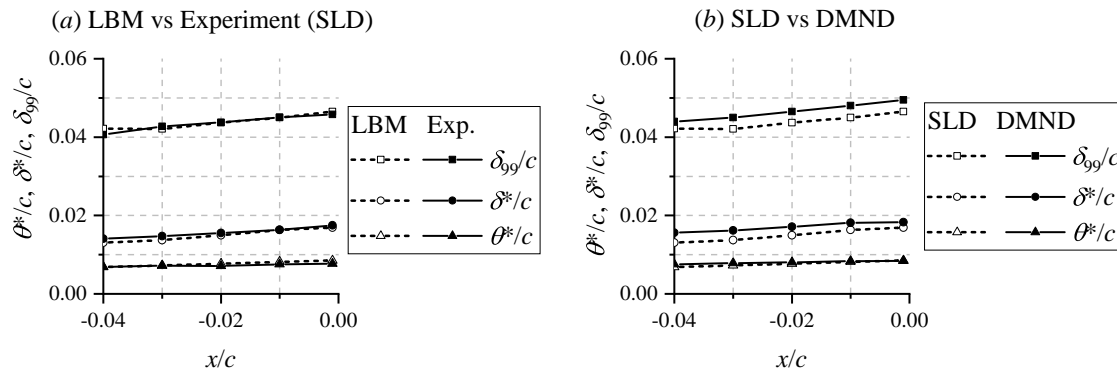 (a) LBM vs Experiment (SLD)
0.06
0.04
0.02
0.00
-0.04
-0.02
0.00
x/c
θ*/c, δ*/c, δ99/c
LBM Exp.
δ99/c
δ*/c
θ*/c
(b) SLD vs DMND
0.06
0.04
0.02
0.00
-0.04
-0.02
0.00
x/c
θ*/c, δ*/c, δ99/c
SLD DMND
δ99/c
δ*/c
θ*/c